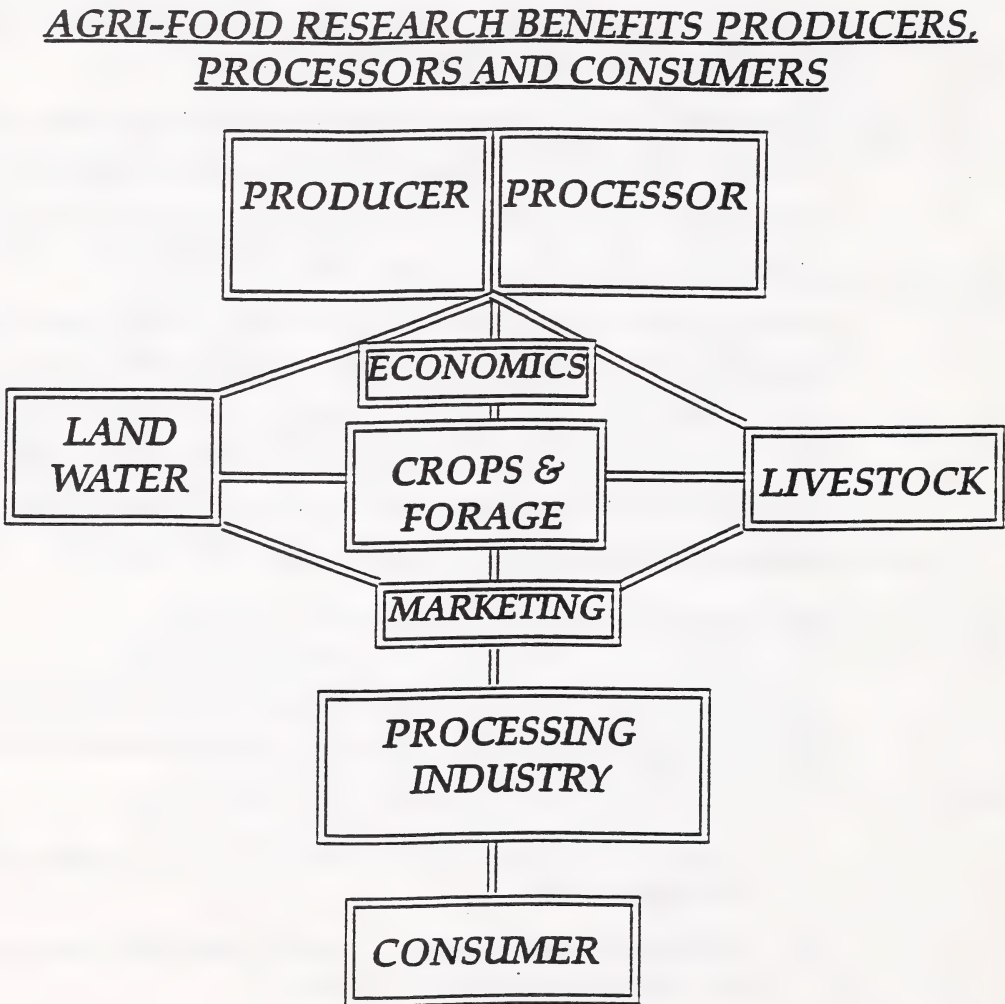 AGRI-FOOD RESEARCH BENEFITS PRODUCERS,
PROCESSORS AND CONSUMERS
PRODUCER
PROCESSOR
ECONOMICS
LAND
WATER
CROPS &
FORAGE
LIVESTOCK
MARKETING
PROCESSING
INDUSTRY
CONSUMER